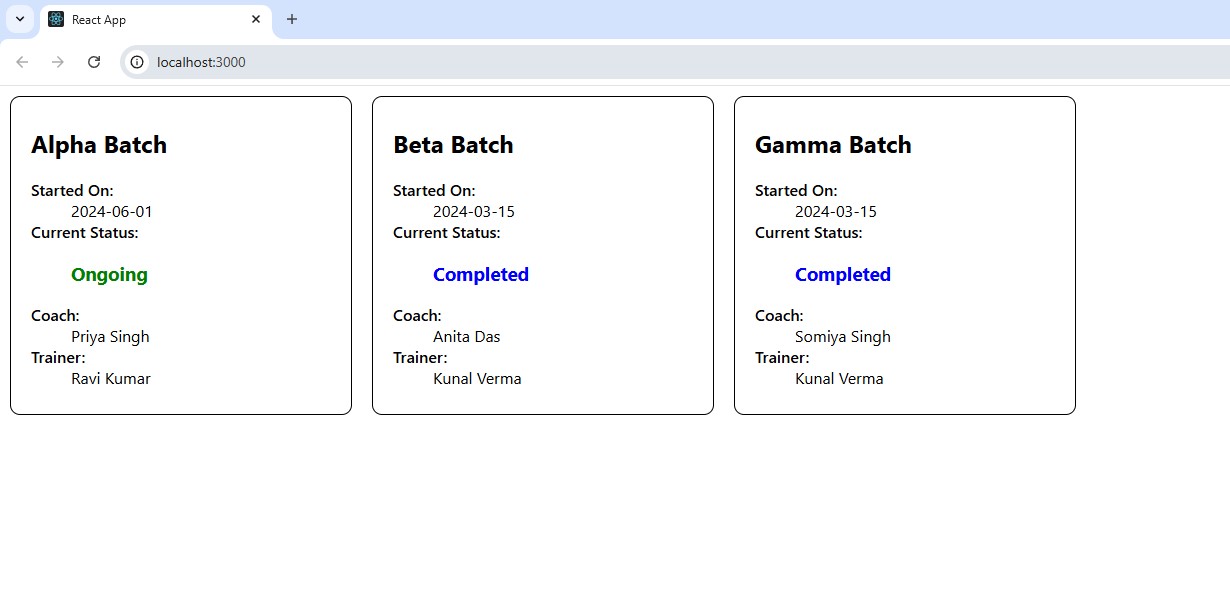 React App
localhost:3000
Alpha Batch
Started On:
2024-06-01
Current Status:
Ongoing
Coach:
Priya Singh
Trainer:
Ravi Kumar
Beta Batch
Started On:
2024-03-15
Current Status:
Completed
Coach:
Anita Das
Trainer:
Kunal Verma
Gamma Batch
Started On:
2024-03-15
Current Status:
Completed
Coach:
Somiya Singh
Trainer:
Kunal Verma